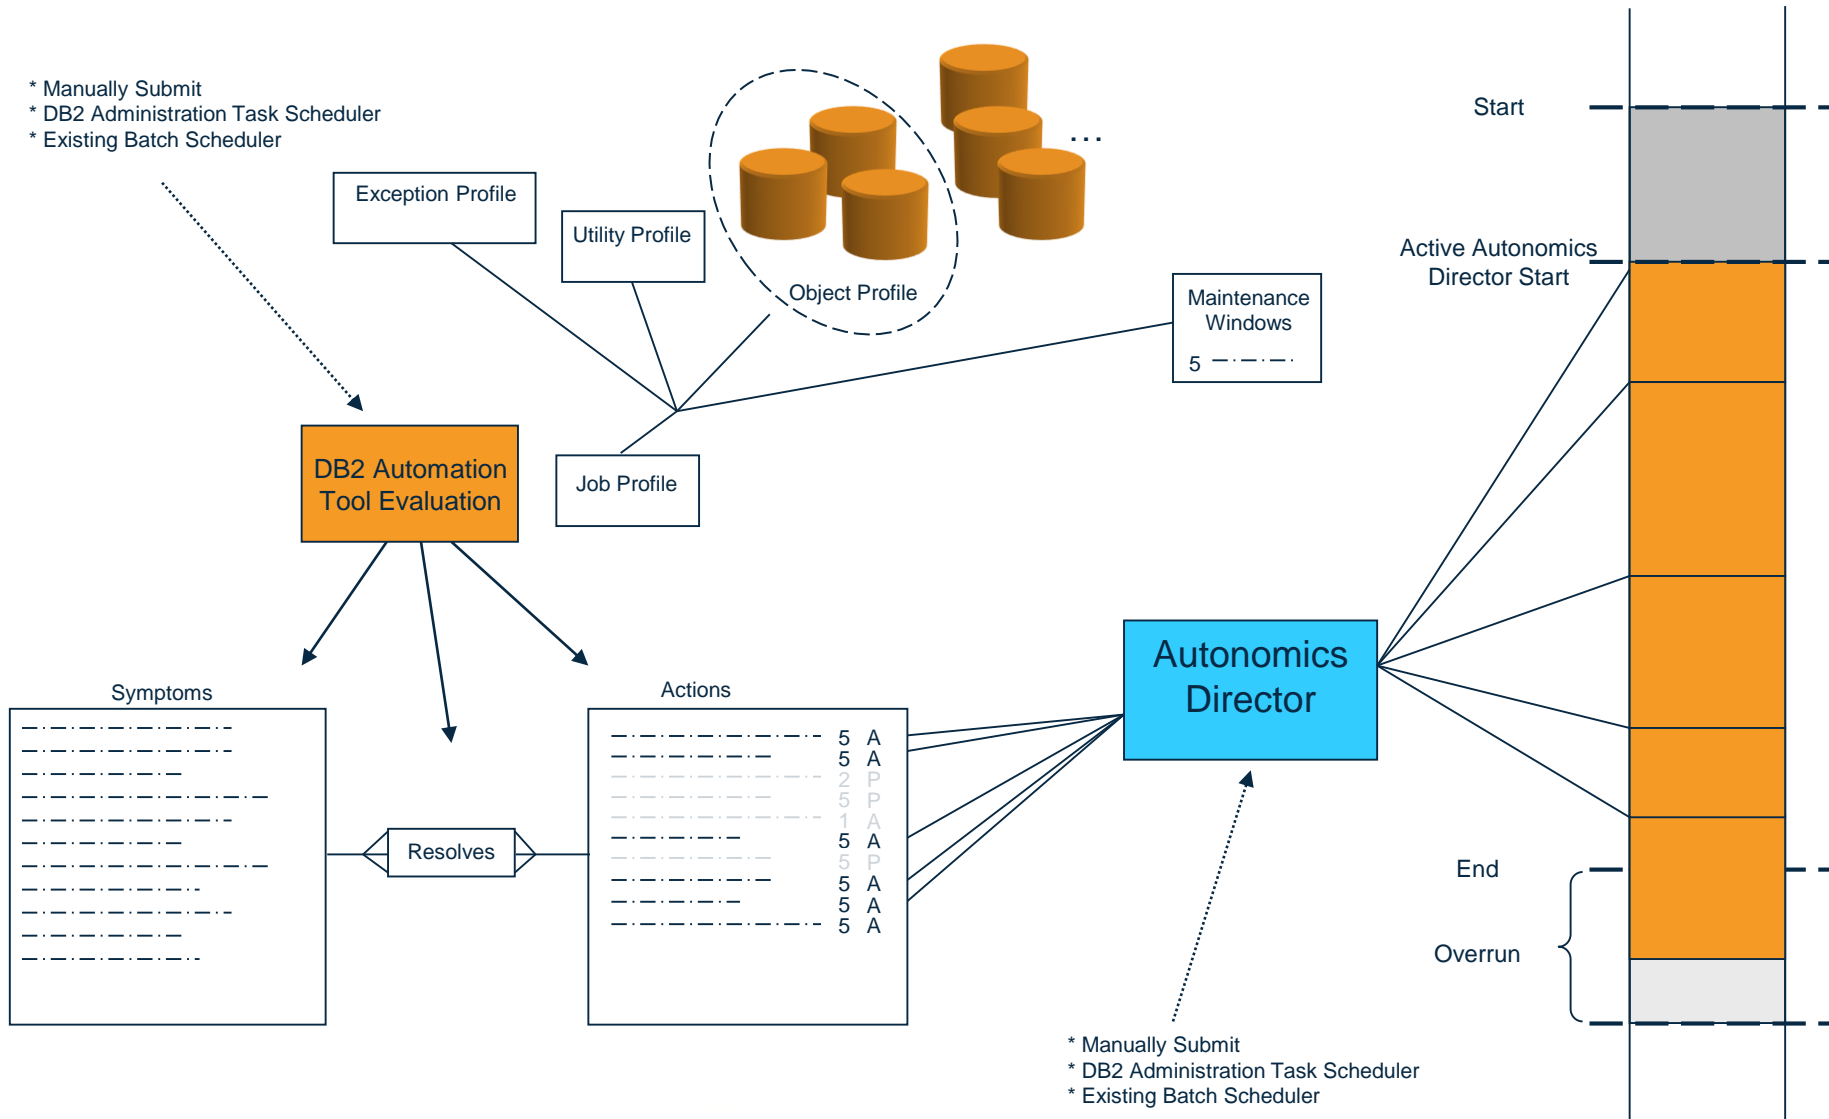 * Manually Submit
* DB2 Administration Task Scheduler
* Existing Batch Scheduler
Exception Profile
Utility Profile
Object Profile
...
Maintenance
Windows
5
Job Profile
DB2 Automation
Tool Evaluation
Symptoms
Resolves
Actions
5 A
5 A
2 P
5 P
1 A
5 A
5 P
5 A
5 A
5 A
Autonomics
Director
* Manually Submit
* DB2 Administration Task Scheduler
* Existing Batch Scheduler
Start
Active Autonomics
Director Start
End
Overrun